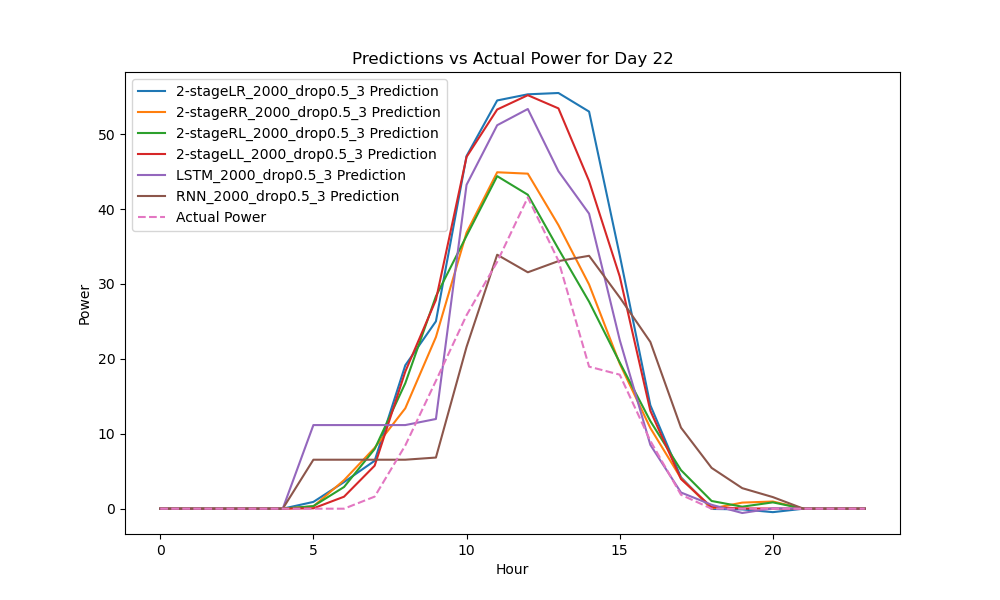 Predictions vs Actual Power for Day 22
2-stageLR_2000_drop0.5_3 Prediction
2-stageRR_2000_drop0.5_3 Prediction
2-stageRL_2000_drop0.5_3 Prediction
2-stageLL_2000_drop0.5_3 Prediction
LSTM_2000_drop0.5_3 Prediction
RNN_2000_drop0.5_3 Prediction
Actual Power
50
40
30
20
10
0
Power
0 5 10 15 20
Hour